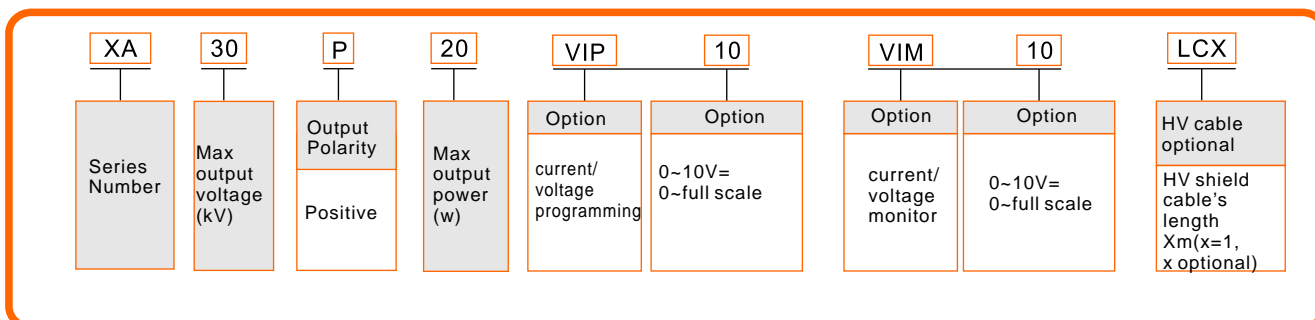 XA 30 P 20 VIP 10 VIM 10 LCX
Series
Number
Max
output
voltage
(kV)
Output
Polarity
Positive
Max
output
power
(w)
Option
current/
voltage
programming
Option
0~10V=
0~full scale
Option
current/
voltage
monitor
Option
0~10V=
0~full scale
HV cable
optional
HV shield
cable's
length
Xm(x=1,
x optional)